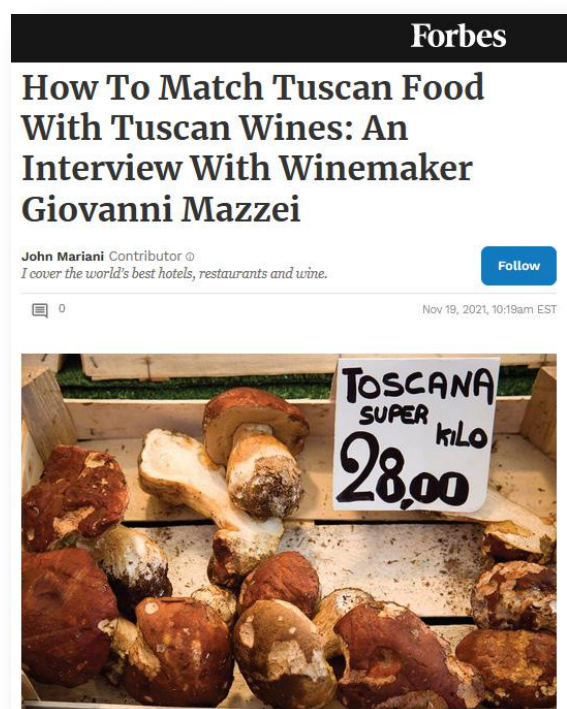 Forbes
How To Match Tuscan Food
With Tuscan Wines: An
Interview With Winemaker
Giovanni Mazzei
John Mariani Contributor ⓘ
I cover the world's best hotels, restaurants and wine.
Follow
0
Nov 19, 2021, 10:19am EST
TOSCANA
SUPER
KILO
28,00